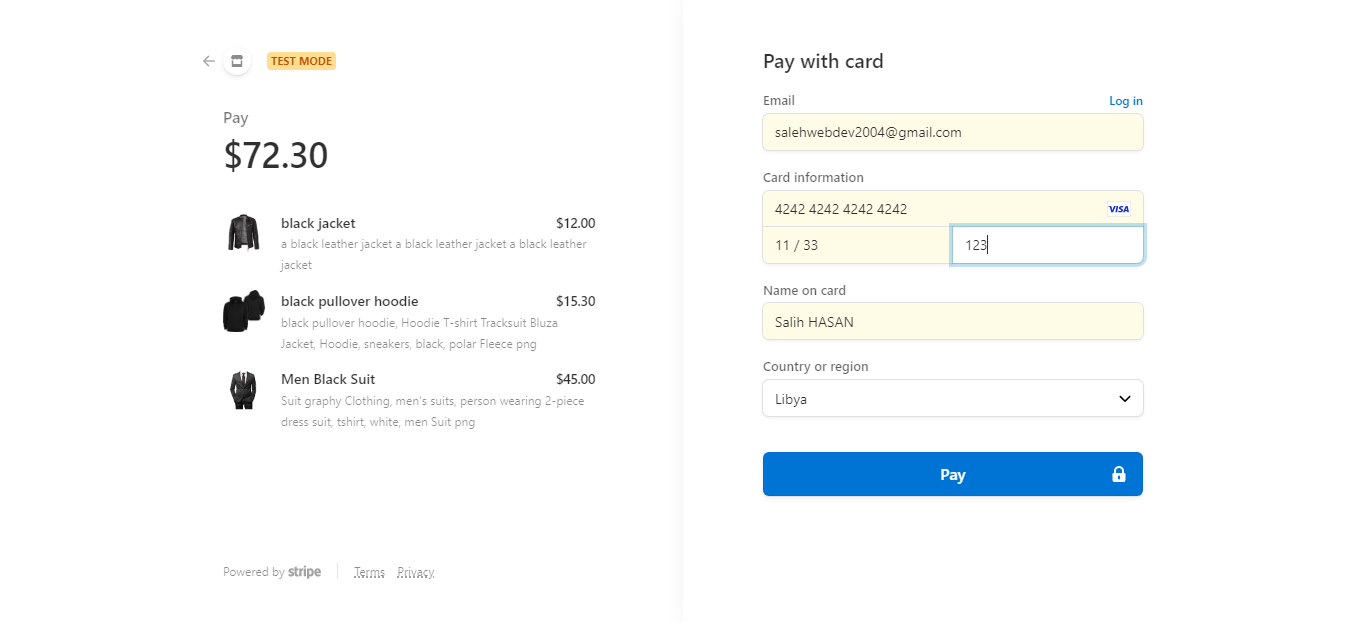 TEST MODE
Pay
$72.30
black jacket $12.00
a black leather jacket a black leather jacket a black leather
jacket
black pullover hoodie $15.30
black pullover hoodie, Hoodie T-shirt Tracksuit Bluza
Jacket, Hoodie, sneakers, black, polar Fleece png
Men Black Suit $45.00
Suit graphy Clothing, men's suits, person wearing 2-piece
dress suit, tshirt, white, men Suit png
Powered by stripe Terms Privacy
Pay with card
Email Log in
salehwebdev2004@gmail.com
Card information
4242 4242 4242 4242 VISA
11 / 33 123
Name on card
Salih HASAN
Country or region
Libya
Pay